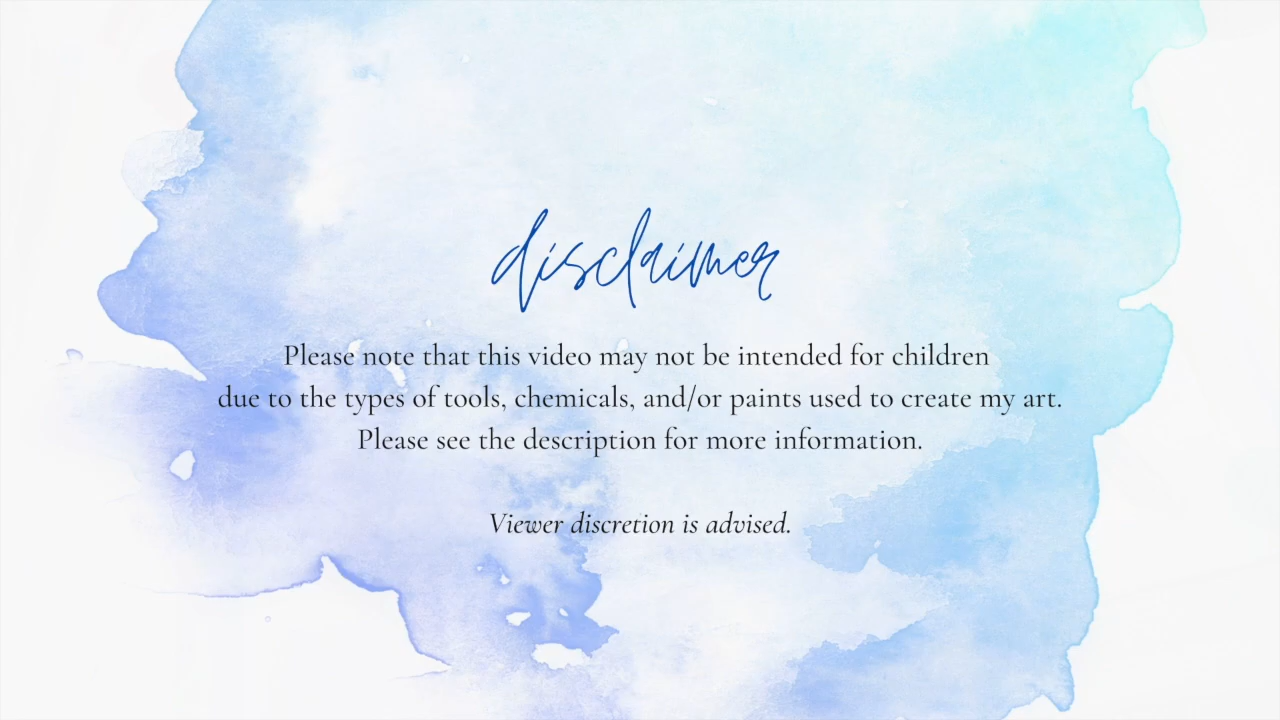 disclaimer
Please note that this video may not be intended for children
due to the types of tools, chemicals, and/or paints used to create my art.
Please see the description for more information.
Viewer discretion is advised.